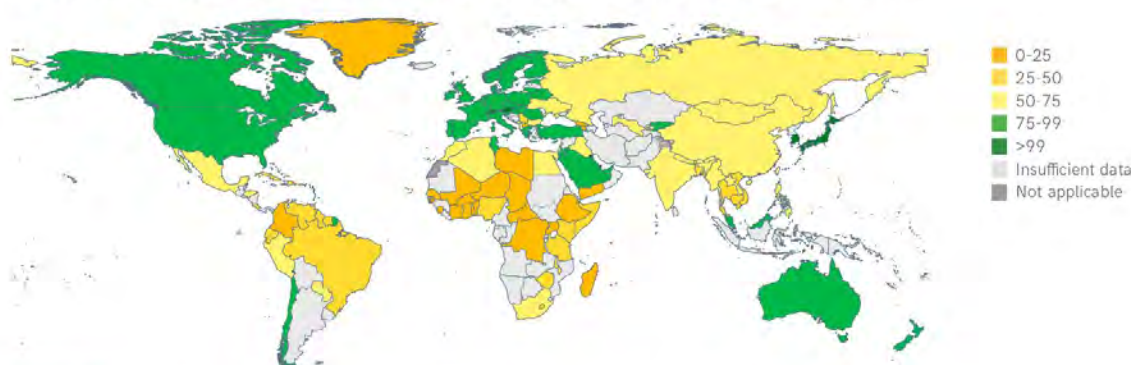 0-25
25-50
50-75
75-99
>99
Insufficient data
Not applicable